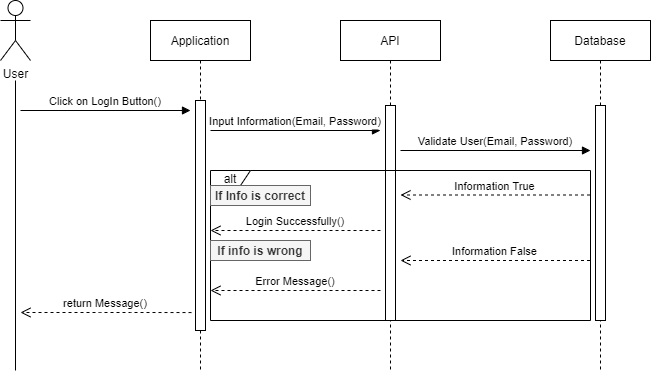 Application
API
Database
User
Click on LogIn Button()
Input Information(Email, Password)
Validate User(Email, Password)
alt
Information True
If Info is correct
Login Successfully()
If info is wrong
Information False
Error Message()
return Message()